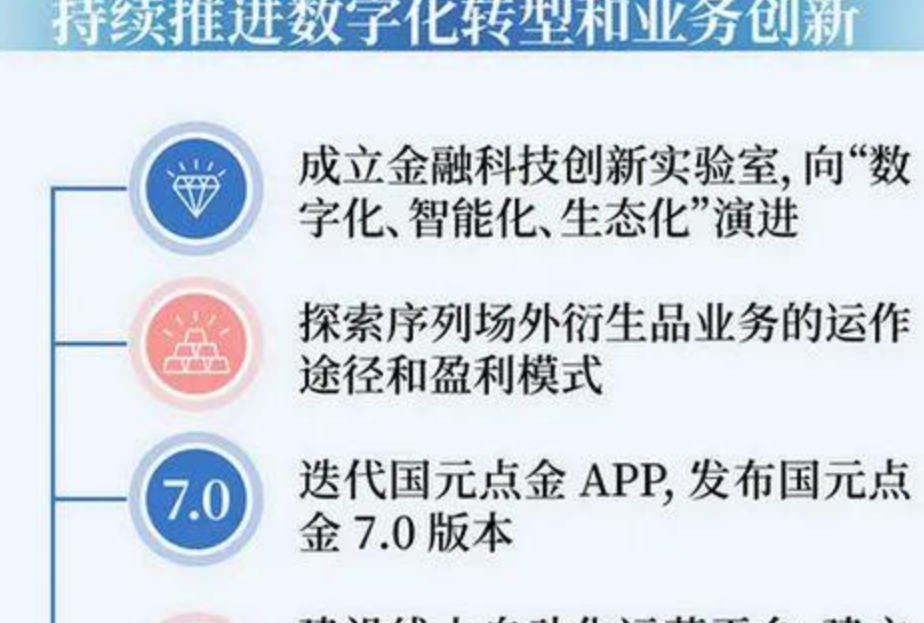 持续推进数字化转型和业务创新
成立金融科技创新实验室，向“数
字化、智能化、生态化”演进
探索序列场外衍生品业务的运作
途径和盈利模式
7.0
迭代国元点金 APP，发布国元点
金 7.0 版本